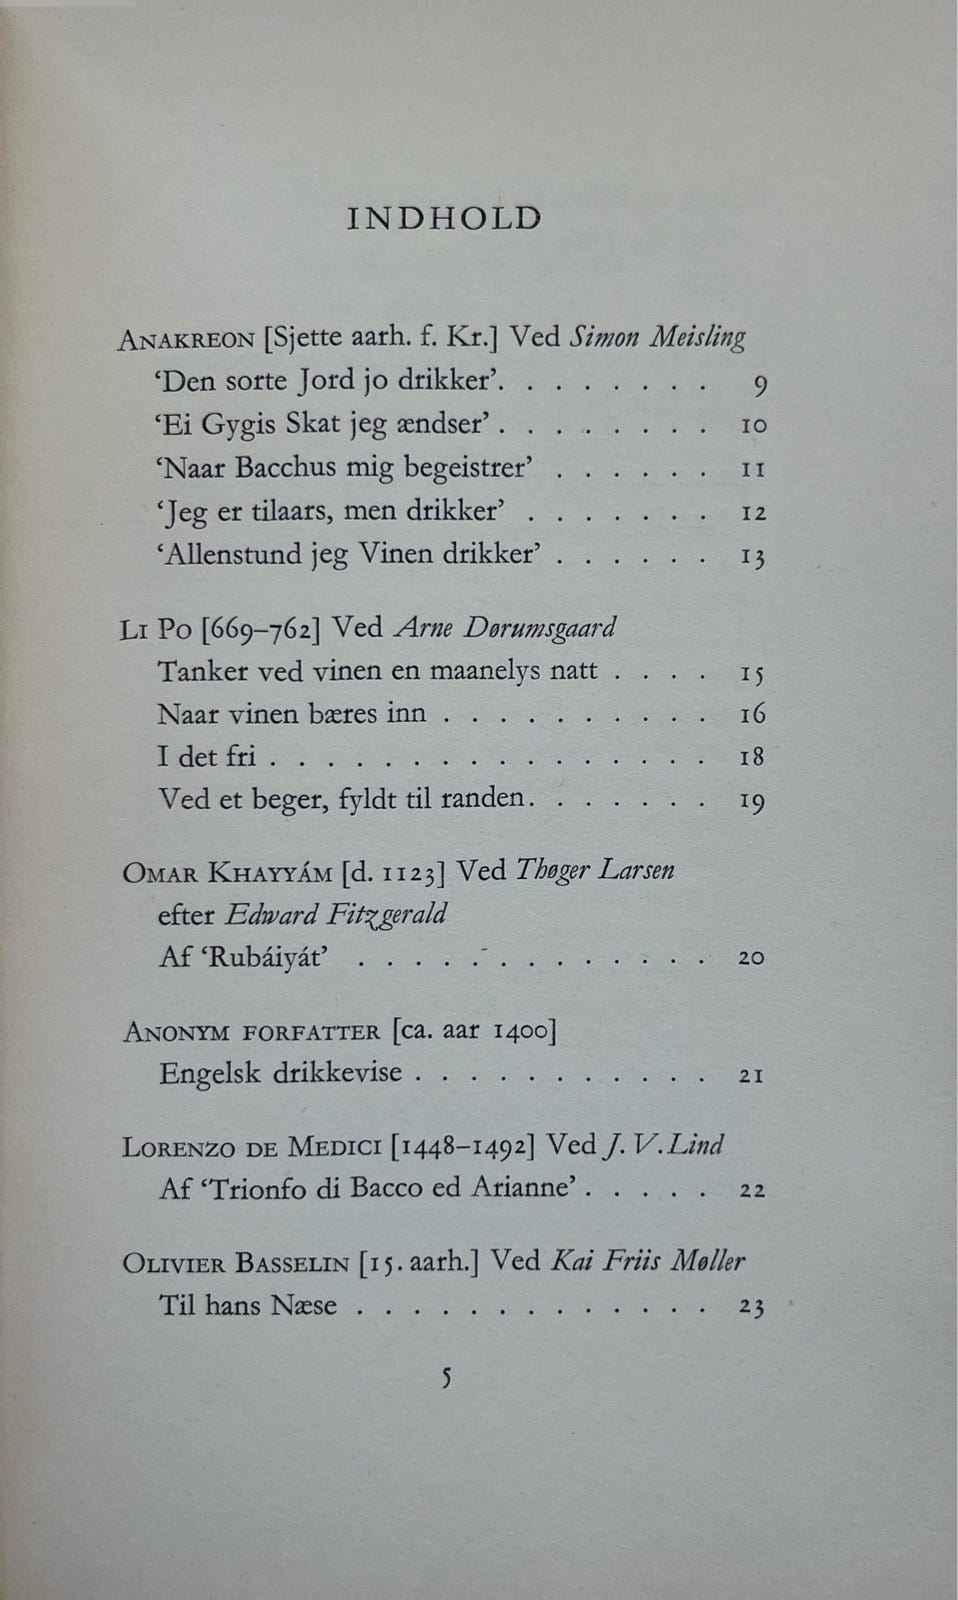 INDHOLD
ANAKREON [Sjette aarh. f. Kr.] Ved Simon Meisling
‘Den sorte Jord jo drikker’. . . . . . . . 9
‘Ei Gygis Skat jeg ændser’ . . . . . . . . 10
‘Naar Bacchus mig begeistrer’ . . . . . . 11
‘Jeg er tilaars, men drikker’ . . . . . . . 12
‘Allenstund jeg Vinen drikker’ . . . . . . 13
LI PO [669–762] Ved Arne Dørumsgaard
Tanker ved vinen en maanelys natt . . . . 15
Naar vinen bæres inn . . . . . . . . . . 16
I det fri . . . . . . . . . . . . . . . . 18
Ved et beger, fyldt til randen. . . . . . . 19
OMAR KHAYYÁM [d. 1123] Ved Thøger Larsen
efter Edward Fitzgerald
Af ‘Rubáiyát’ . . . . . . . . . . . . . 20
ANONYM FORFATTER [ca. aar 1400]
Engelsk drikkevise . . . . . . . . . . . 21
LORENZO DE MEDICI [1448–1492] Ved J. V. Lind
Af ‘Trionfo di Bacco ed Arianne’ . . . . . 22
OLIVIER BASSELIN [15. aarh.] Ved Kai Friis Møller
Til hans Næse . . . . . . . . . . . . . 23
5